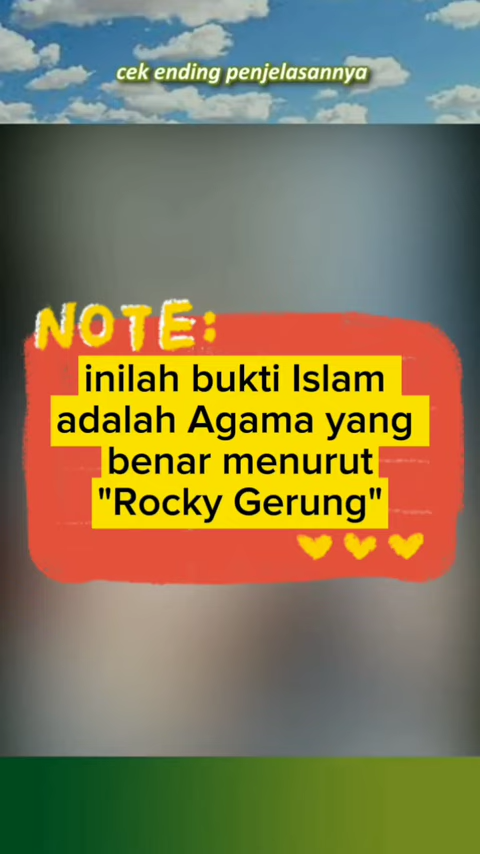 cek ending penjelasannya
NOTE:
inilah bukti Islam
adalah Agama yang
benar menurut
"Rocky Gerung"